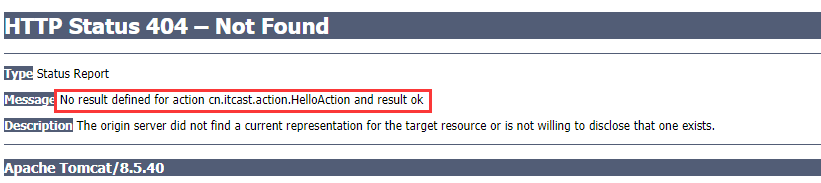 HTTP Status 404 – Not Found
Type Status Report
Message No result defined for action cn.itcast.action.HelloAction and result ok
Description The origin server did not find a current representation for the target resource or is not willing to disclose that one exists.
Apache Tomcat/8.5.40